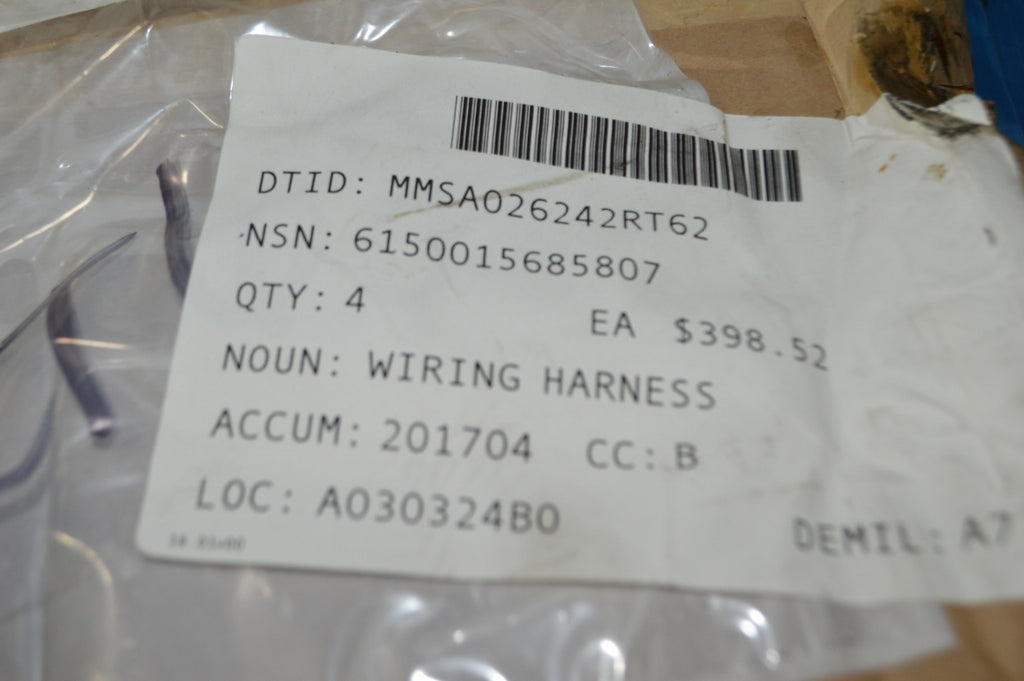 DTID: MMSA026242RT62
NSN: 6150015685807
QTY: 4 EA $398.52
NOUN: WIRING HARNESS
ACCUM: 201704 CC: B
LOC: A030324B0
DEMIL: A7